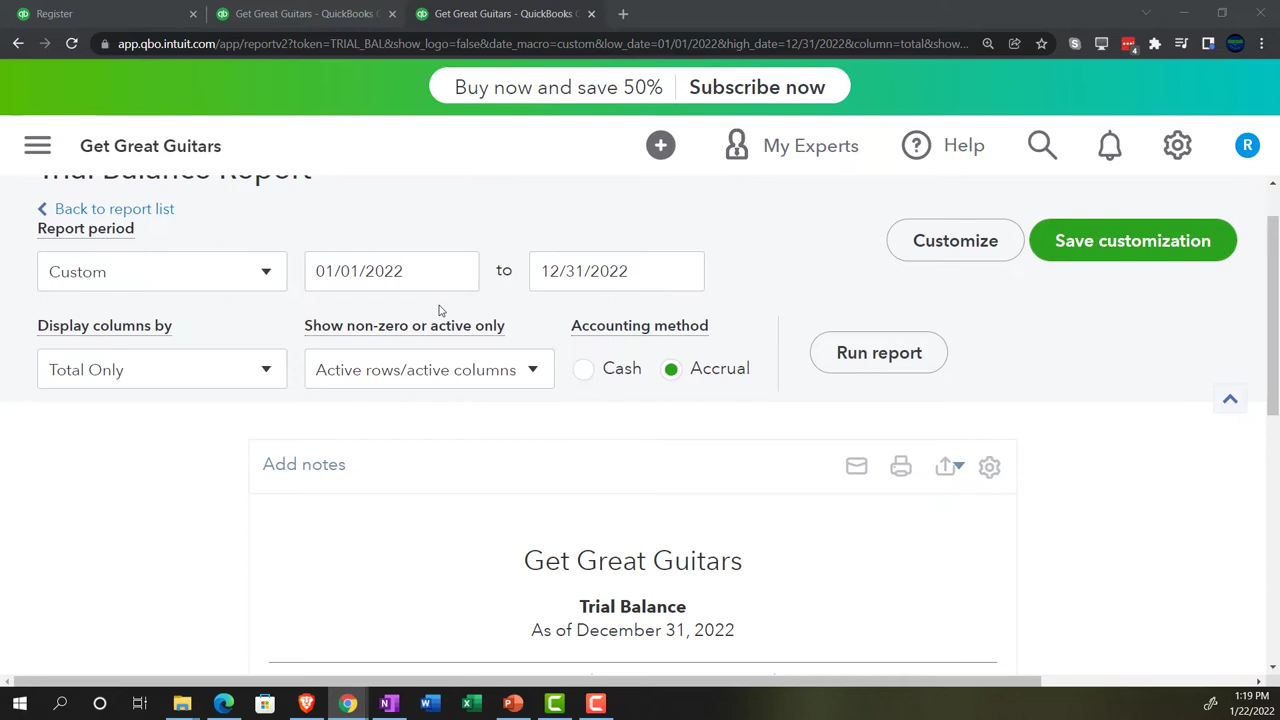 Register
Get Great Guitars - QuickBooks C
Get Great Guitars - QuickBooks C
app.qbo.intuit.com/app/reportv2?token=TRIAL_BAL&show_logo=false&date_macro=custom&low_date=01/01/2022&high_date=12/31/2022&column=total&show...
4
Buy now and save 50% Subscribe now
Get Great Guitars
My Experts
Help
R
Trial Balance Report
Back to report list
Report period
Custom
01/01/2022 to 12/31/2022
Customize
Save customization
Display columns by
Show non-zero or active only
Accounting method
Total Only
Active rows/active columns
Cash
Accrual
Run report
Add notes
Get Great Guitars
Trial Balance
As of December 31, 2022
1:19 PM
1/22/2022